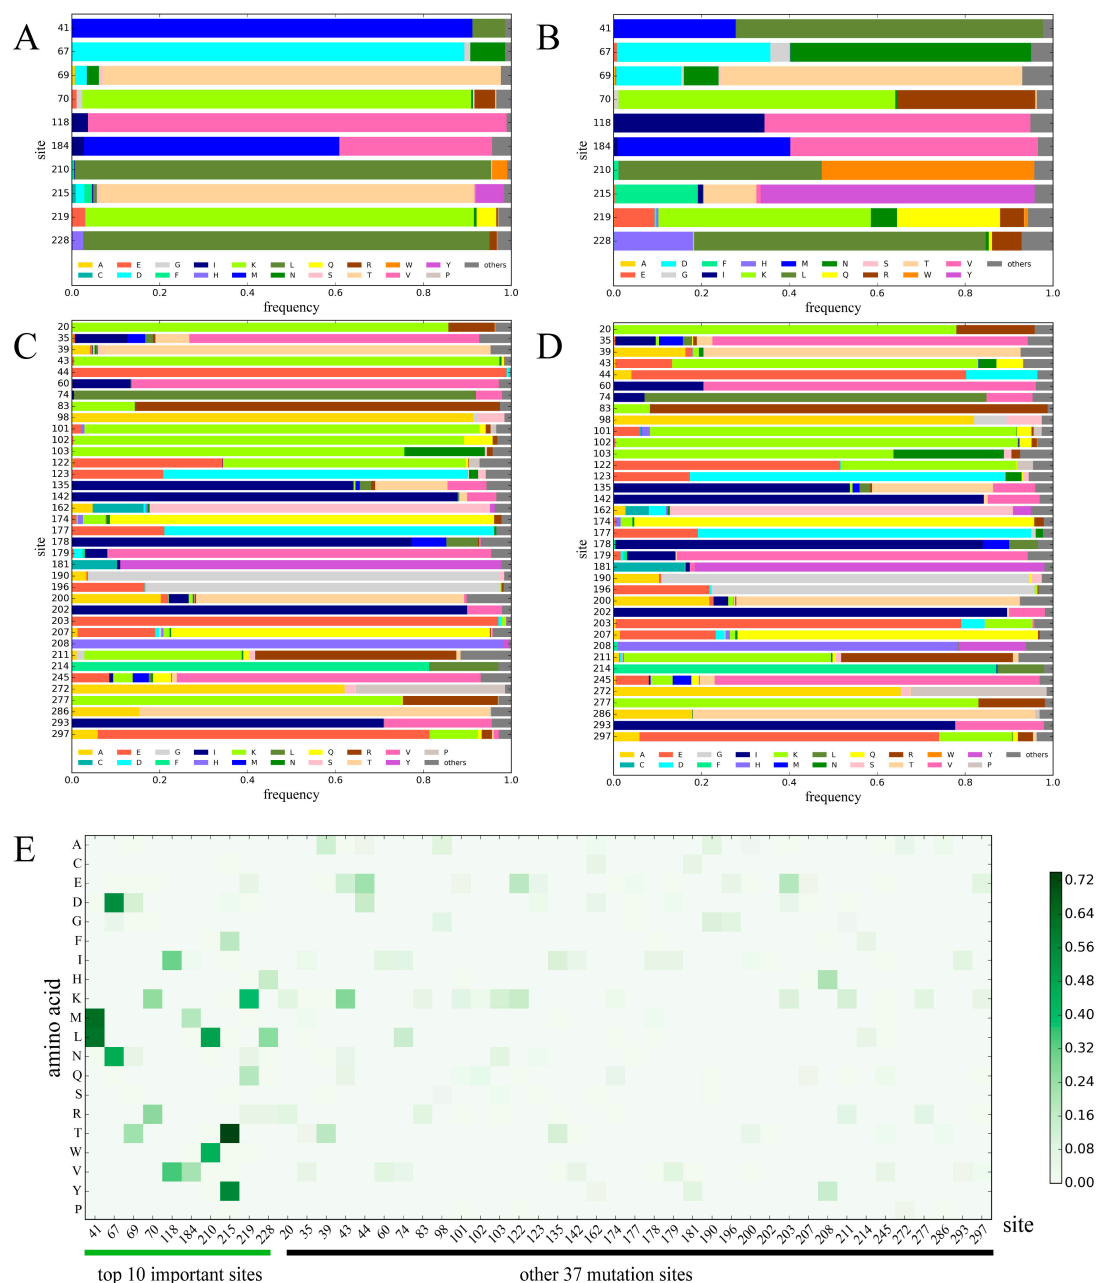 A
41
67
69
70
118
184
210
215
219
228
site
A E G I K L Q R W Y others
C D F H M N S T V P
0.0 0.2 0.4 0.6 0.8 1.0
frequency
B
41
67
69
70
118
184
210
215
219
228
site
A D F H M N S T V others
E G I K L Q R W Y
0.0 0.2 0.4 0.6 0.8 1.0
frequency
C
20
35
39
43
44
60
74
83
98
101
102
103
122
123
135
142
162
174
177
178
179
181
190
196
200
202
203
207
208
211
214
245
272
277
286
293
297
site
A E G I K L Q R V P
C D F H M N S T Y others
0.0 0.2 0.4 0.6 0.8 1.0
frequency
D
20
35
39
43
44
60
74
83
98
101
102
103
122
123
135
142
162
174
177
178
179
181
190
196
200
202
203
207
208
211
214
245
272
277
286
293
297
site
A E G I K L Q R W Y others
C D F H M N S T V P
0.0 0.2 0.4 0.6 0.8 1.0
frequency
E
A
C
E
D
G
F
I
H
K
M
L
N
Q
S
R
T
W
V
Y
P
amino acid
41 67 69 70 118 184 210 215 219 228 20 35 39 43 44 60 74 83 98 101 102 103 122 123 135 142 162 174 177 178 179 181 190 196 200 202 203 207 208 211 214 245 272 277 286 293 297
site
top 10 important sites other 37 mutation sites
0.72
0.64
0.56
0.48
0.40
0.32
0.24
0.16
0.08
0.00